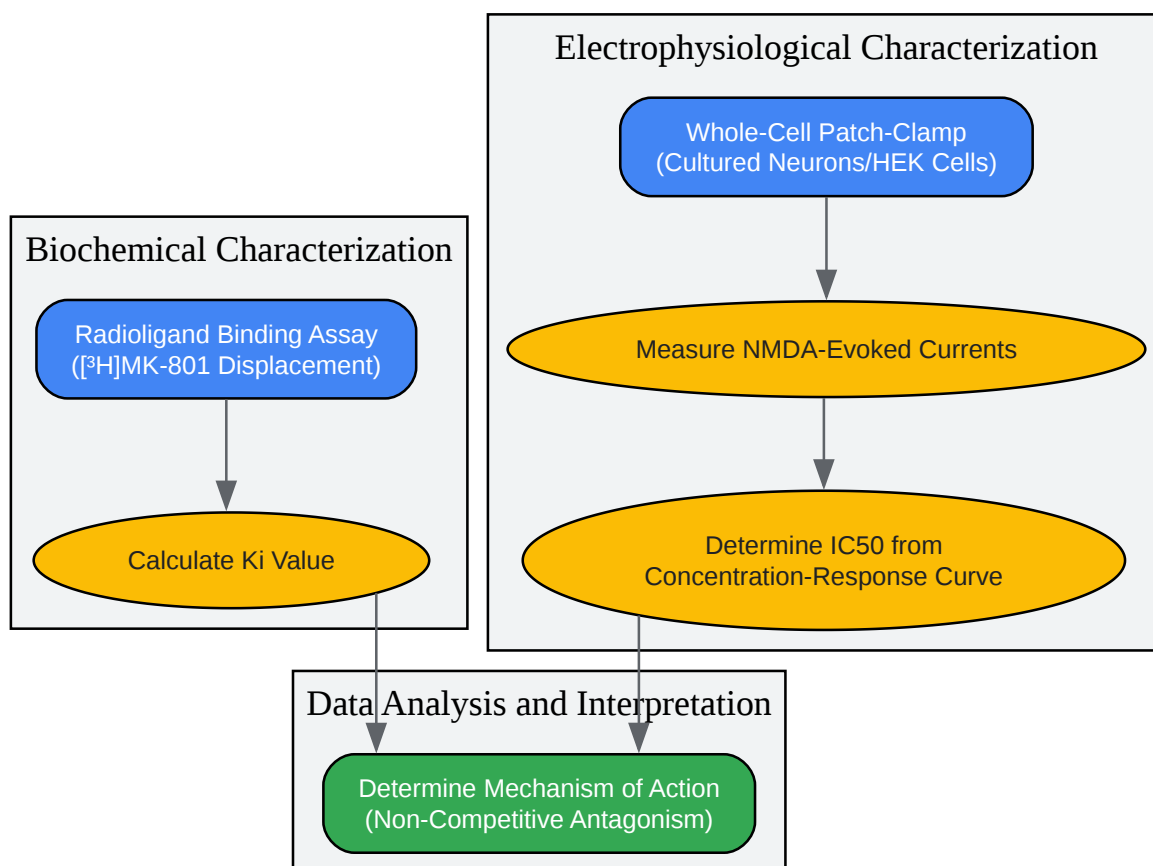 Electrophysiological Characterization
Whole-Cell Patch-Clamp
(Cultured Neurons/HEK Cells)
Measure NMDA-Evoked Currents
Determine IC50 from
Concentration-Response Curve
Biochemical Characterization
Radioligand Binding Assay
([³H]MK-801 Displacement)
Calculate Ki Value
Data Analysis and Interpretation
Determine Mechanism of Action
(Non-Competitive Antagonism)